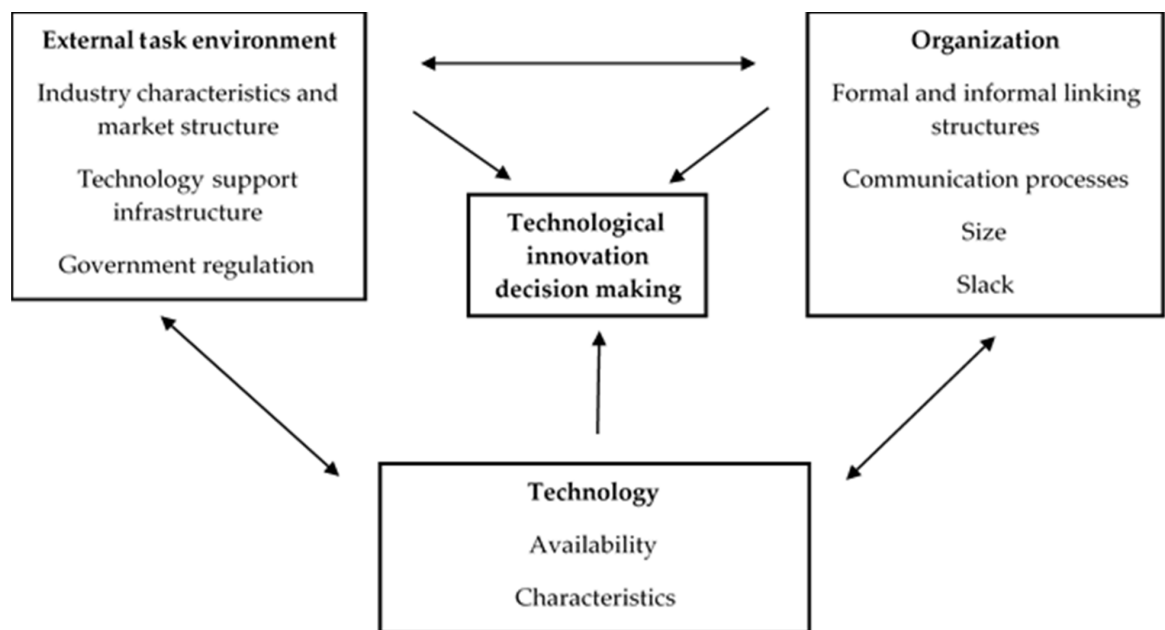 External task environment
Industry characteristics and
market structure
Technology support
infrastructure
Government regulation
Organization
Formal and informal linking
structures
Communication processes
Size
Slack
Technological
innovation
decision making
Technology
Availability
Characteristics